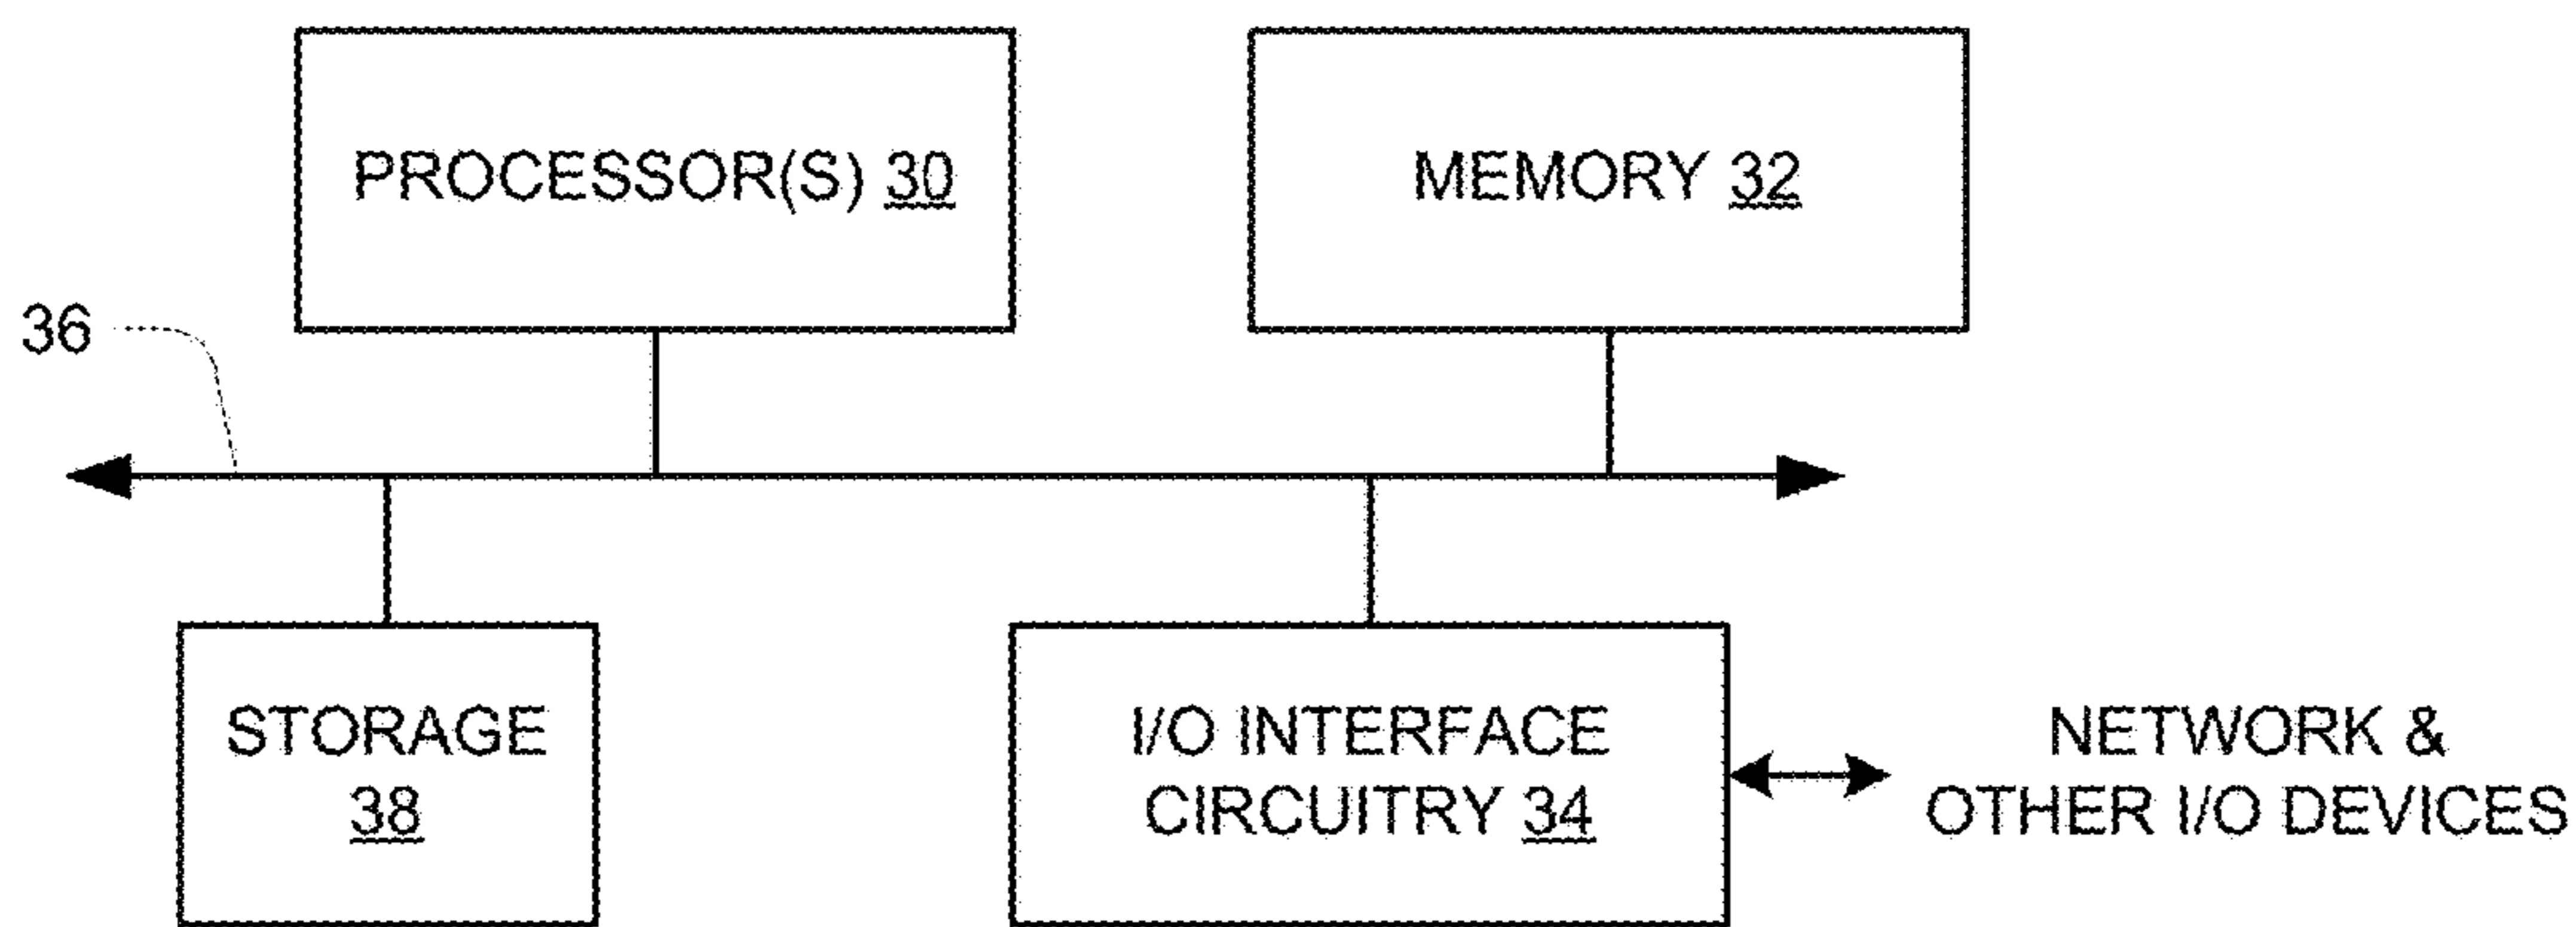 PROCESSOR(S) 30
MEMORY 32
36
STORAGE
38
I/O INTERFACE
CIRCUITRY 34
NETWORK &
OTHER I/O DEVICES